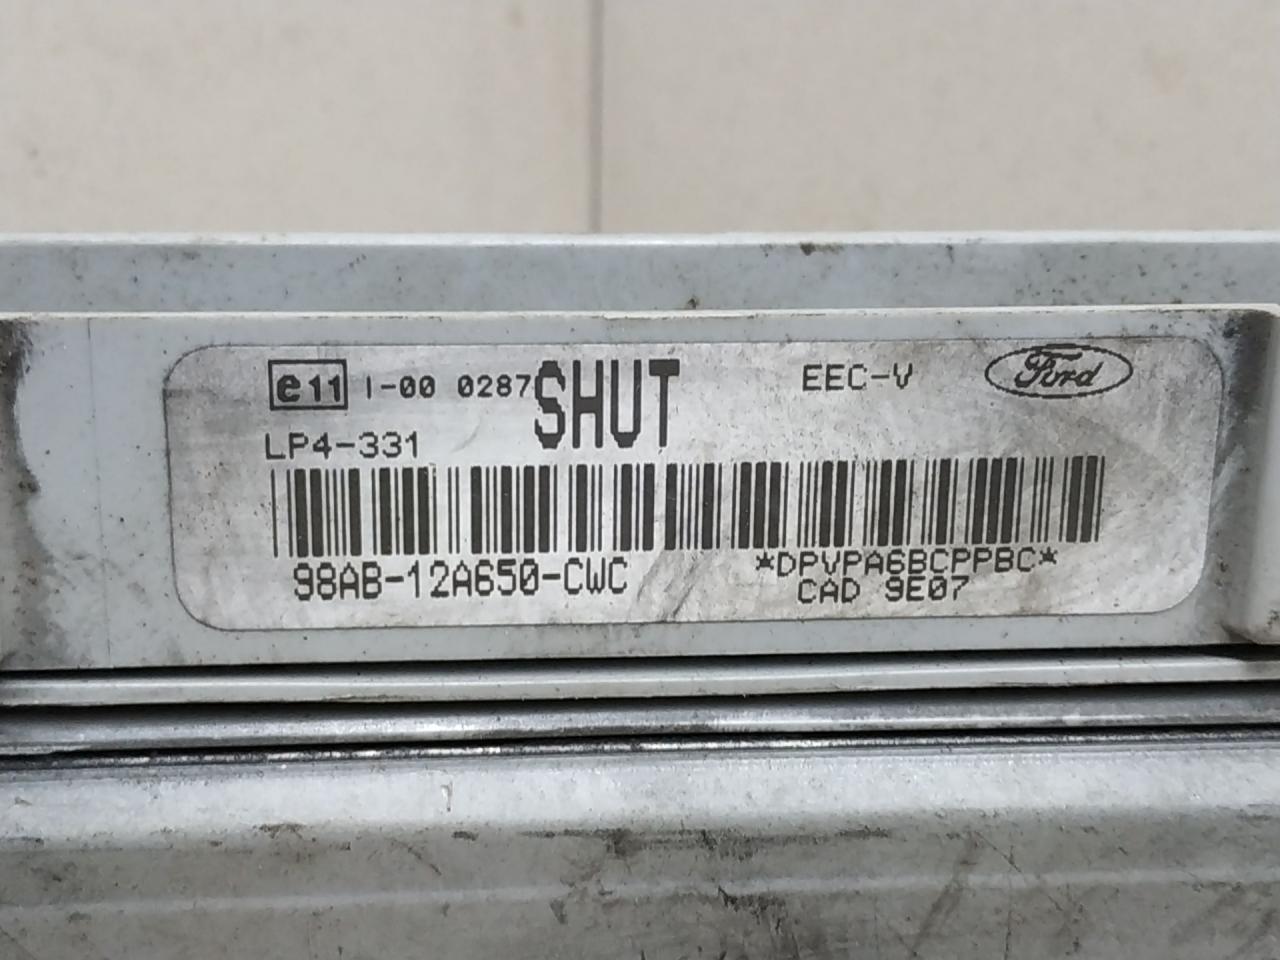 e11 I-00 0287 SHUT EEC-V Ford
LP4-331
98AB-12A650-CWC *DPVPA6BCPPBC*
CAD 9E07